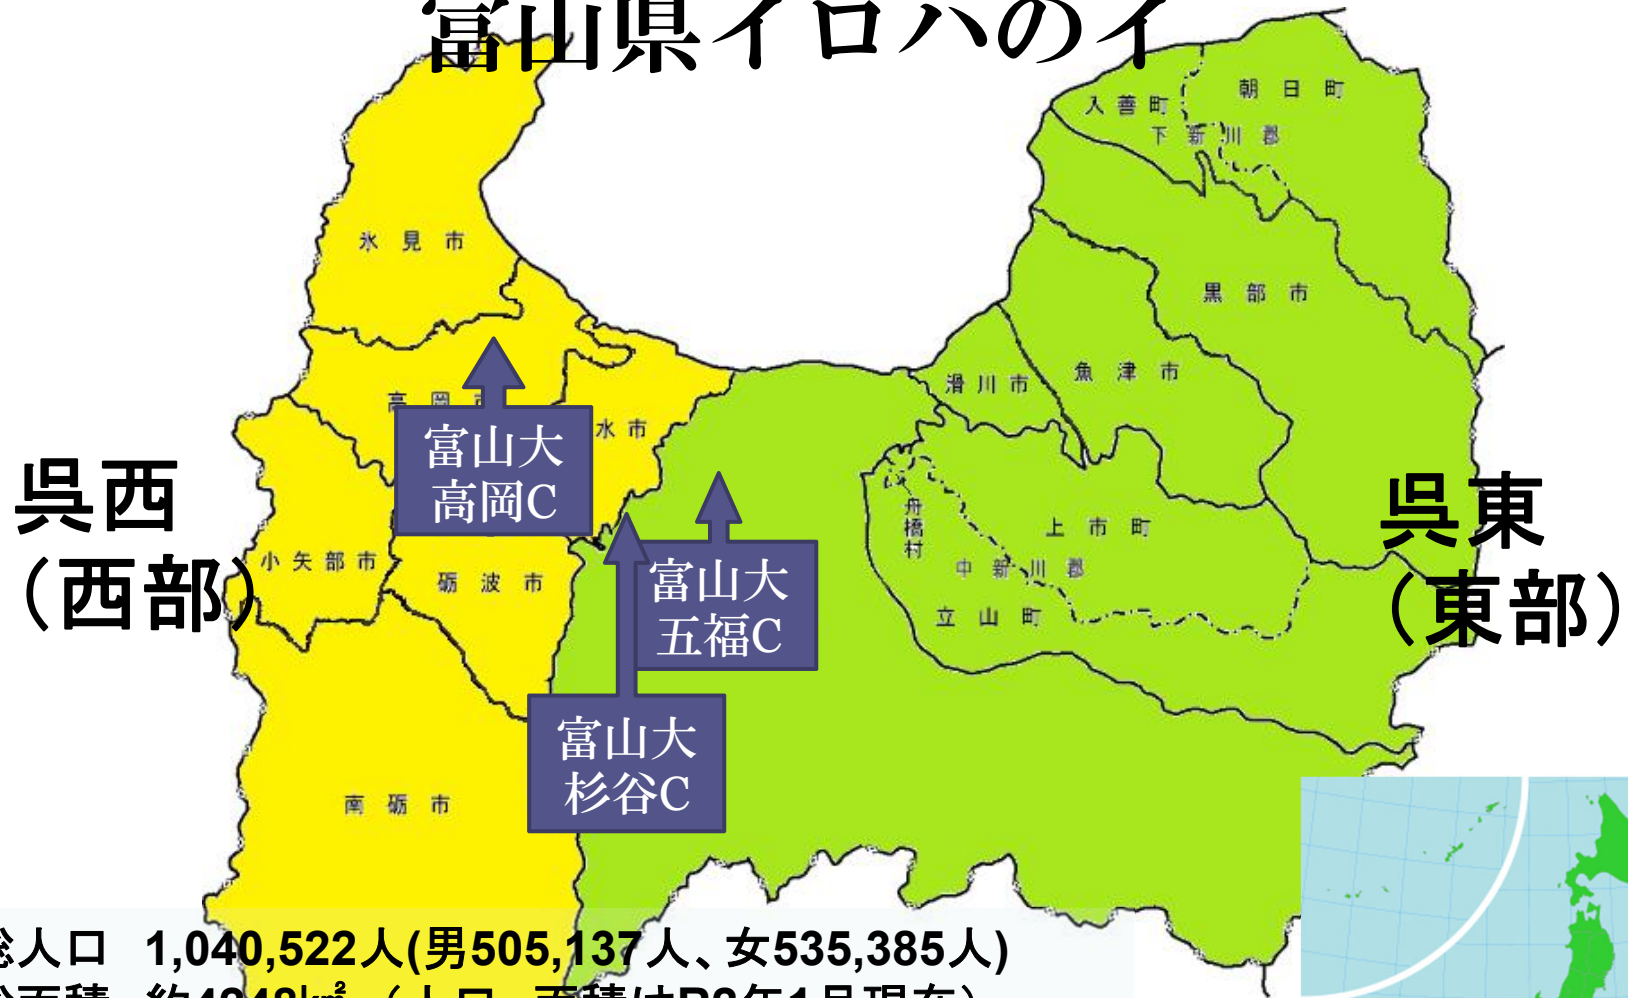 富山県イロハのイ
朝日町
入善町
下新川郡
氷見市
黒部市
魚津市
滑川市
水市
富山大
高岡C
呉西
(西部)
呉東
(東部)
舟橋村
上市町
中新川郡
立山町
小矢部市
砺波市
富山大
五福C
富山大
杉谷C
南砺市
人口 1,040,522人(男505,137人、女535,385人)